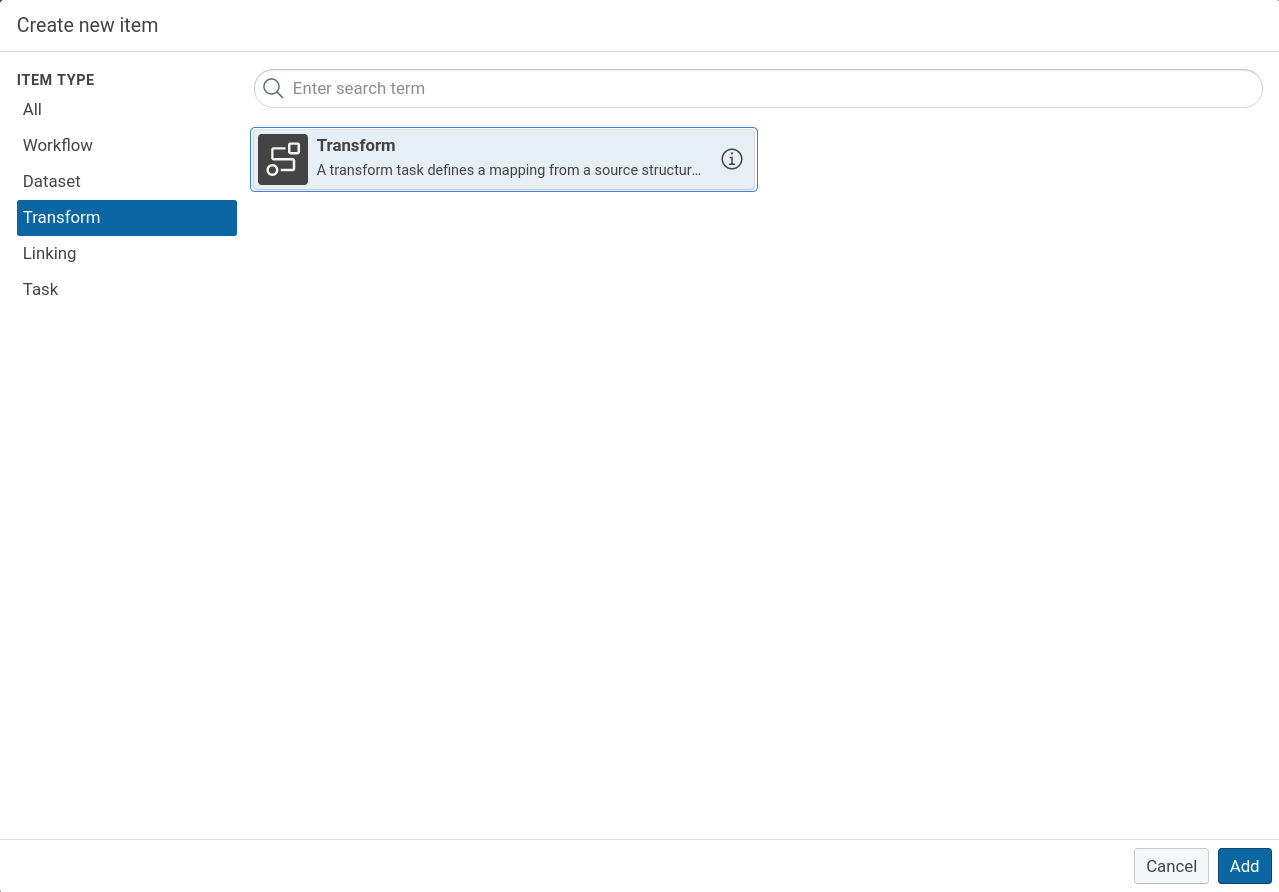 Create new item
ITEM TYPE
All
Workflow
Dataset
Transform
Linking
Task
Enter search term
Transform
A transform task defines a mapping from a source structur...
Cancel
Add